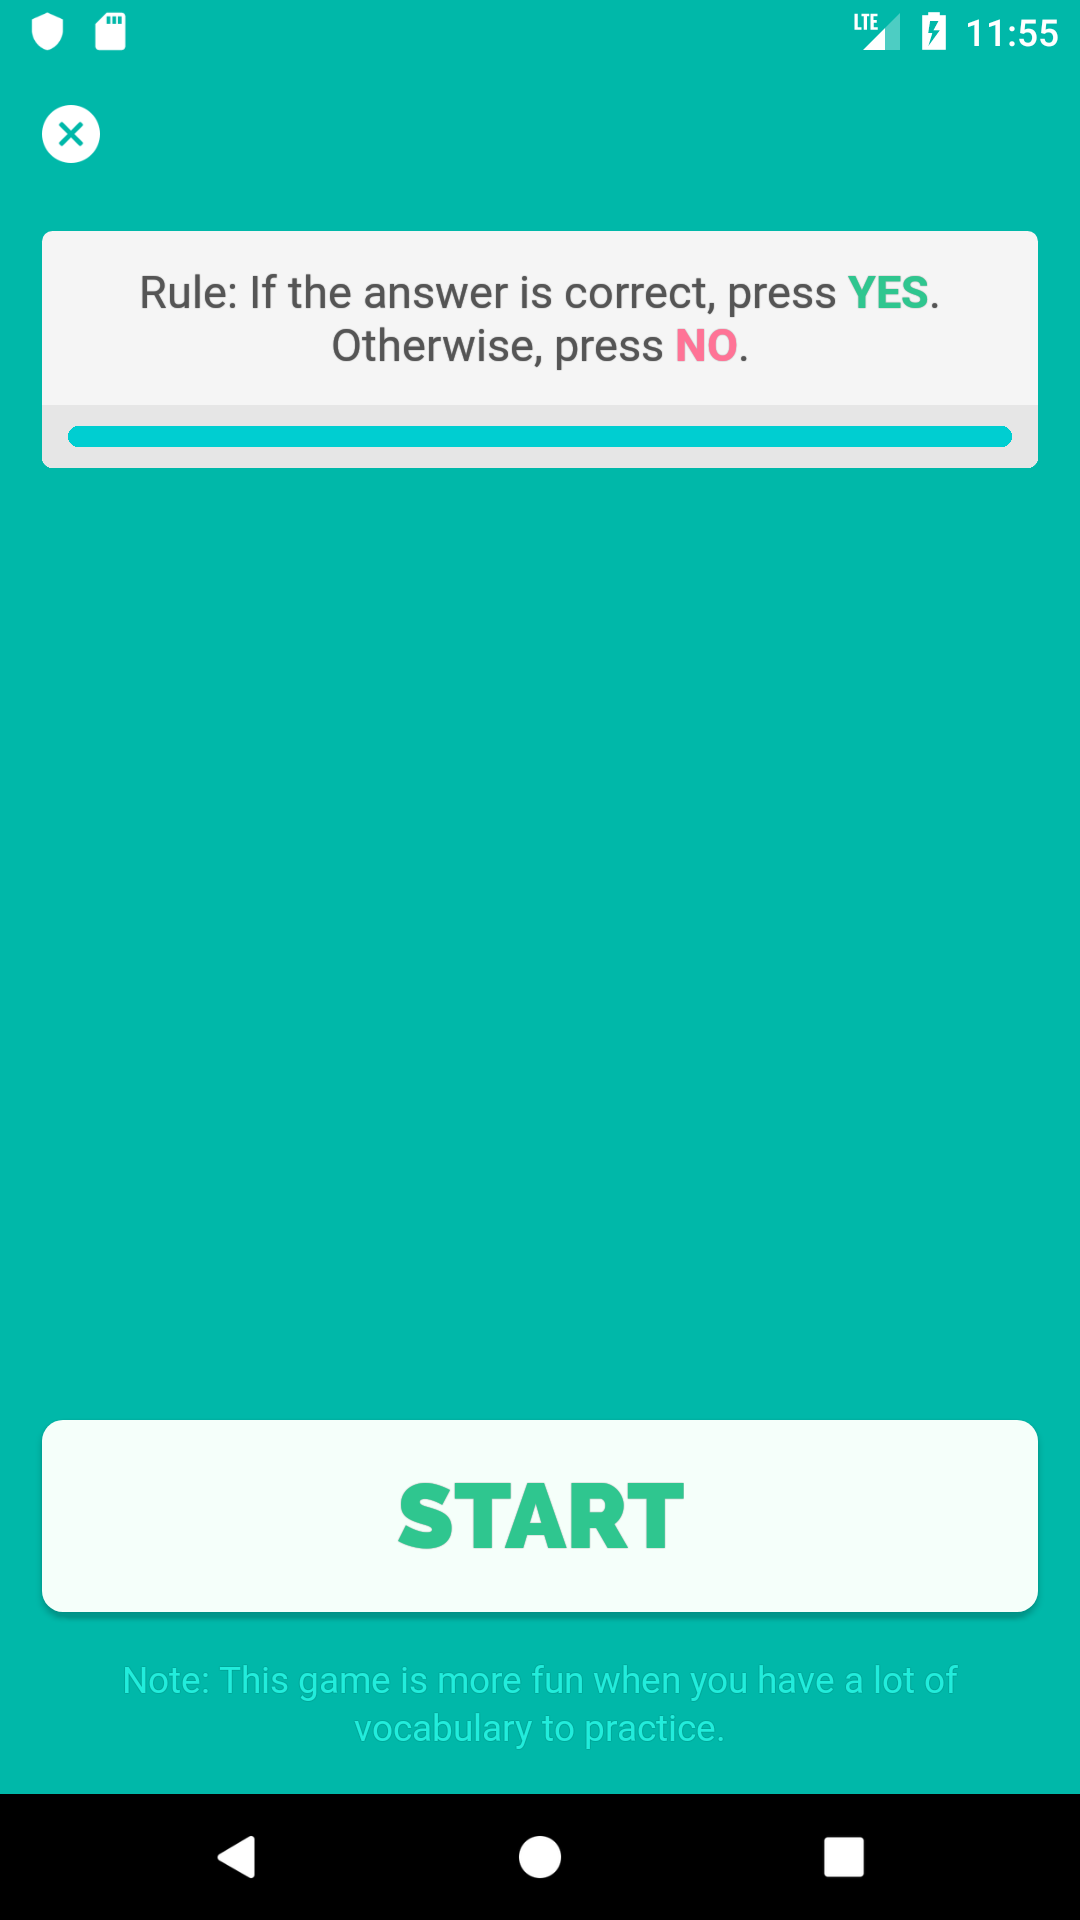 LTE 11:55
Rule: If the answer is correct, press YES.
Otherwise, press NO.
START
Note: This game is more fun when you have a lot of
vocabulary to practice.